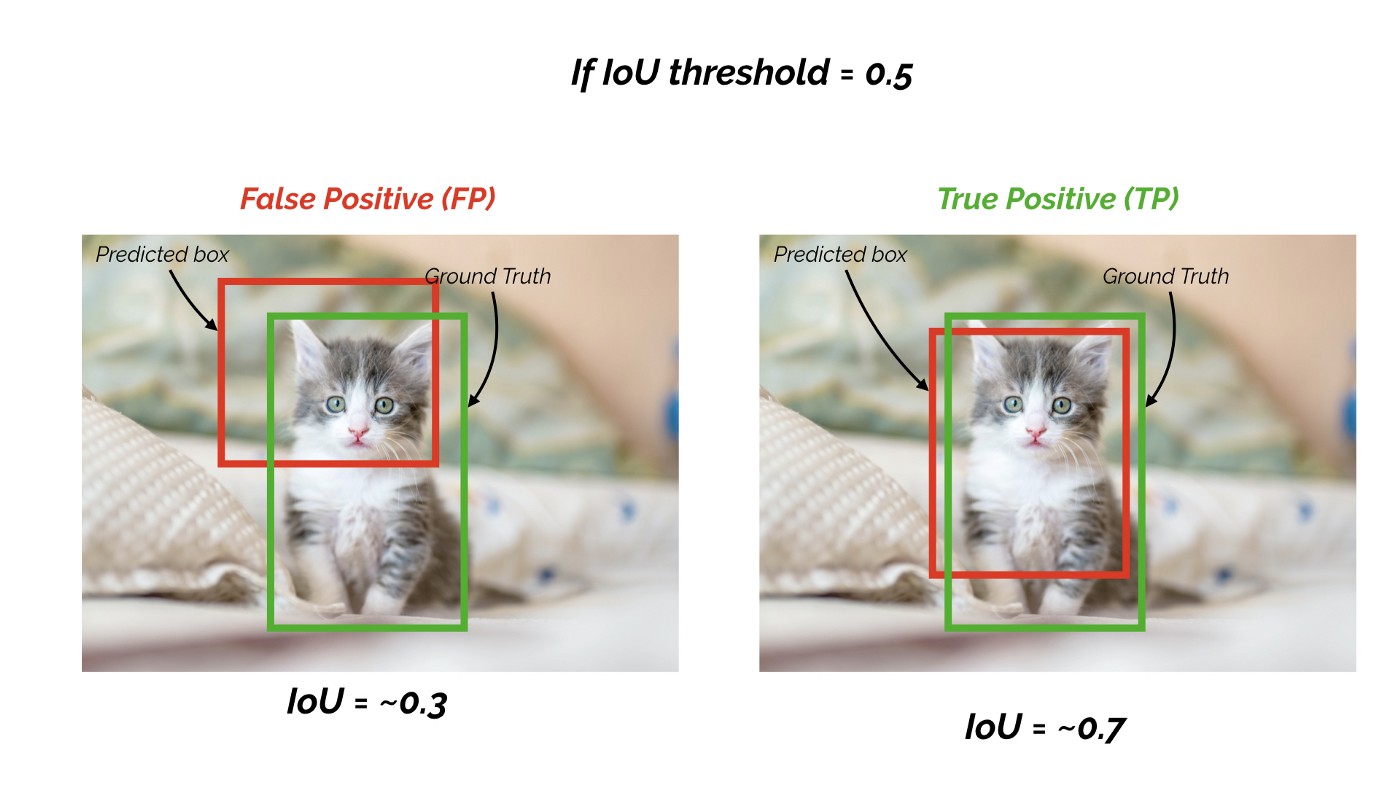 If IoU threshold = 0.5
False Positive (FP)
Predicted box
Ground Truth
IoU = ~0.3
True Positive (TP)
Predicted box
Ground Truth
IoU = ~0.7